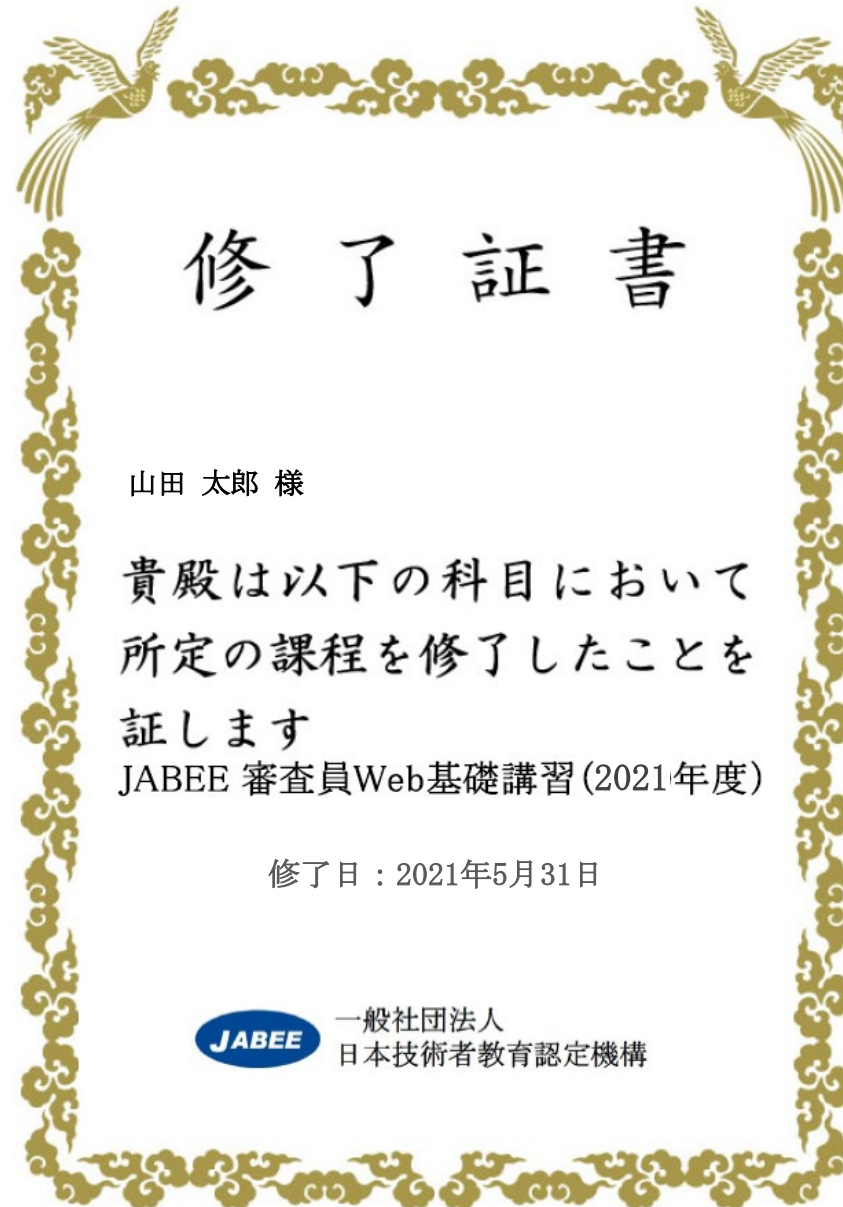 修了証書
山田 太郎 様
貴殿は以下の科目において
所定の課程を修了したことを
証します
JABEE 審査員Web基礎講習(2021年度)
修了日：2021年5月31日
JABEE
一般社団法人
日本技術者教育認定機構